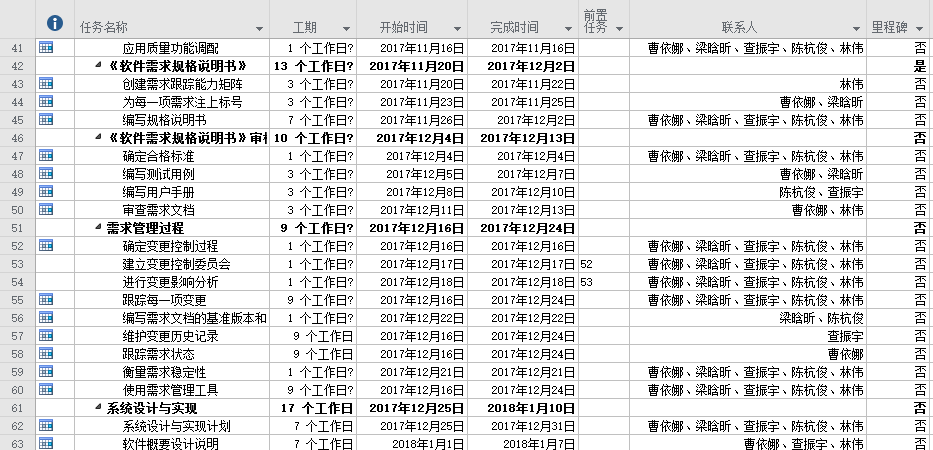 任务名称 工期 开始时间 完成时间 前置任务 联系人 里程碑
41 应用质量功能调配 1 个工作日? 2017年11月16日 2017年11月16日 曹依娜、梁晗昕、查振宇、陈杭俊、林伟 否
42 《软件需求规格说明书》 13 个工作日? 2017年11月20日 2017年12月2日 是
43 创建需求跟踪能力矩阵 3 个工作日? 2017年11月20日 2017年11月22日 林伟 否
44 为每一项需求注上标号 3 个工作日? 2017年11月23日 2017年11月25日 曹依娜、梁晗昕 否
45 编写规格说明书 7 个工作日? 2017年11月26日 2017年12月2日 曹依娜、梁晗昕、查振宇、陈杭俊、林伟 否
46 《软件需求规格说明书》审 10 个工作日? 2017年12月4日 2017年12月13日 否
47 确定合格标准 1 个工作日? 2017年12月4日 2017年12月4日 曹依娜、梁晗昕、查振宇、陈杭俊、林伟 否
48 编写测试用例 3 个工作日? 2017年12月5日 2017年12月7日 曹依娜、梁晗昕 否
49 编写用户手册 3 个工作日? 2017年12月8日 2017年12月10日 陈杭俊、查振宇 否
50 审查需求文档 3 个工作日? 2017年12月11日 2017年12月13日 曹依娜、林伟 否
51 需求管理过程 9 个工作日? 2017年12月16日 2017年12月24日 否
52 确定变更控制过程 1 个工作日? 2017年12月16日 2017年12月16日 曹依娜、梁晗昕、查振宇、陈杭俊、林伟 否
53 建立变更控制委员会 1 个工作日? 2017年12月17日 2017年12月17日 52 曹依娜、梁晗昕、查振宇、陈杭俊、林伟 否
54 进行变更影响分析 1 个工作日? 2017年12月18日 2017年12月18日 53 曹依娜、梁晗昕、查振宇、陈杭俊、林伟 否
55 跟踪每一项变更 9 个工作日? 2017年12月16日 2017年12月24日 曹依娜、梁晗昕、查振宇、陈杭俊、林伟 否
56 编写需求文档的基准版本和 1 个工作日? 2017年12月22日 2017年12月22日 梁晗昕、陈杭俊 否
57 维护变更历史记录 9 个工作日 2017年12月16日 2017年12月24日 查振宇 否
58 跟踪需求状态 9 个工作日 2017年12月16日 2017年12月24日 曹依娜 否
59 衡量需求稳定性 1 个工作日? 2017年12月21日 2017年12月21日 曹依娜、梁晗昕、查振宇、陈杭俊、林伟 否
60 使用需求管理工具 9 个工作日? 2017年12月16日 2017年12月24日 曹依娜、梁晗昕、查振宇、陈杭俊、林伟 否
61 系统设计与实现 17 个工作日 2017年12月25日 2018年1月10日 否
62 系统设计与实现计划 7 个工作日 2017年12月25日 2017年12月31日 曹依娜、梁晗昕、查振宇、陈杭俊、林伟 否
63 软件概要设计说明 7 个工作日 2018年1月1日 2018年1月7日 曹依娜、查振宇、林伟 否